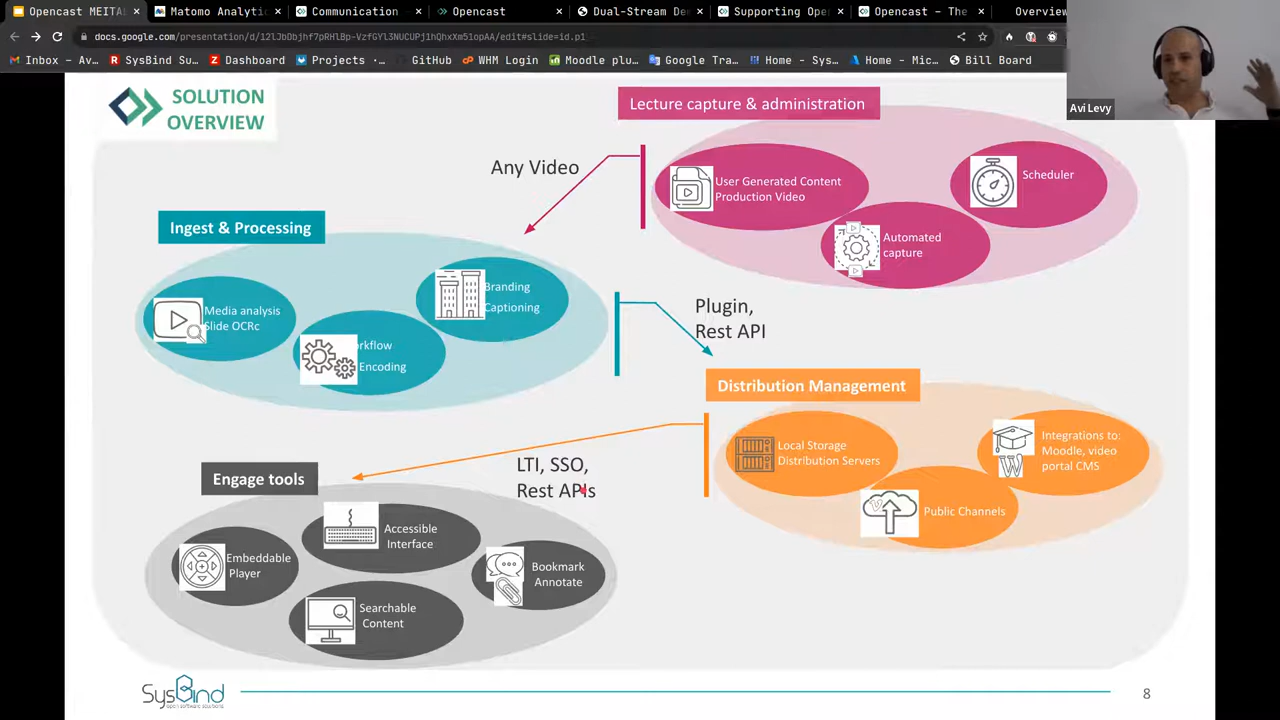 Opencast MEITA
Matomo Analytic
Communication
Opencast
Dual-Stream De
Supporting Ope
Opencast – The
Overview
docs.google.com/presentation/d/
/edit#slide=id.p1
Inbox – Av…
SysBind Su…
Dashboard
Projects ·…
GitHub
WHM Login
Moodle plu…
Google Tra…
Home - Sys…
Home - Mic…
Bill Board
Avi Levy
SOLUTION
OVERVIEW
Lecture capture & administration
Any Video
User Generated Content
Production Video
Scheduler
Automated
capture
Ingest & Processing
Branding
Captioning
Media analysis
Slide OCRc
rkflow
Encoding
Plugin,
Rest API
Distribution Management
Local Storage
Distribution Servers
Integrations to:
Moodle, video
portal CMS
Public Channels
LTI, SSO,
Rest APIs
Engage tools
Accessible
Interface
Embeddable
Player
Bookmark
Annotate
Searchable
Content
SysBind
open software solutions
8